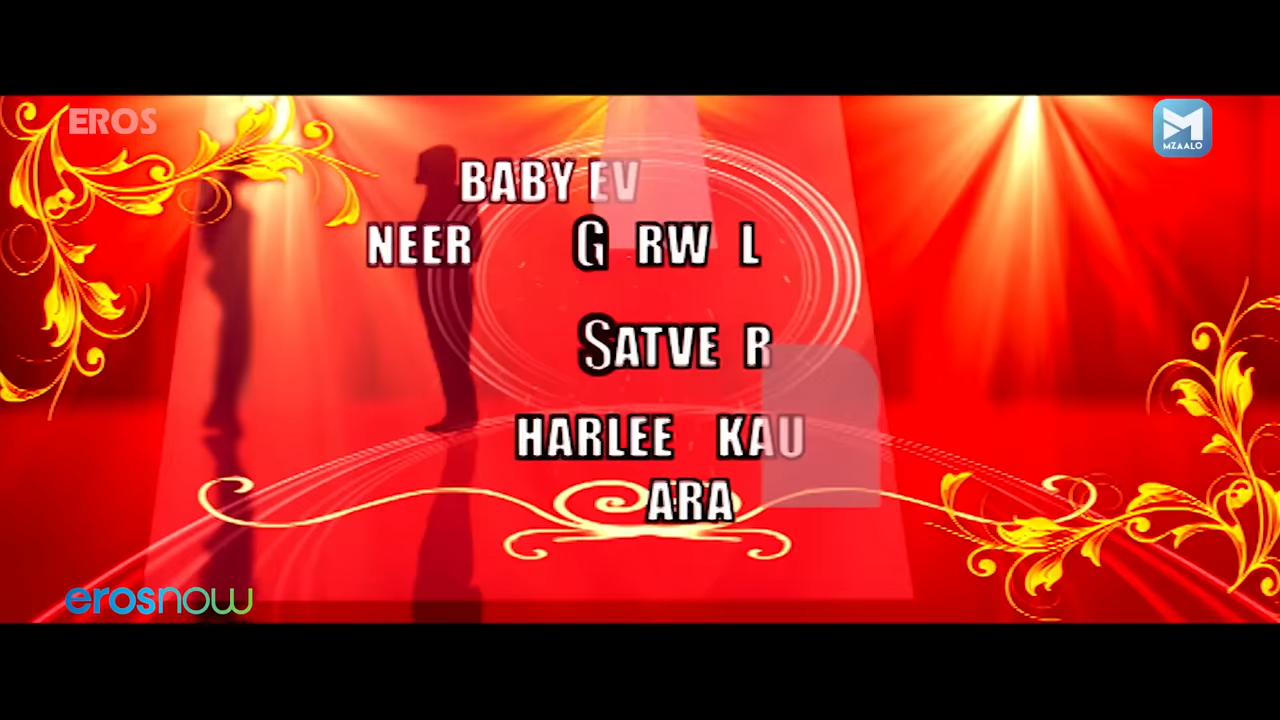 EROS
MZAALO
BABY EV
NEER G RW L
SATVE R
HARLEE KAU
ARA
erosnow